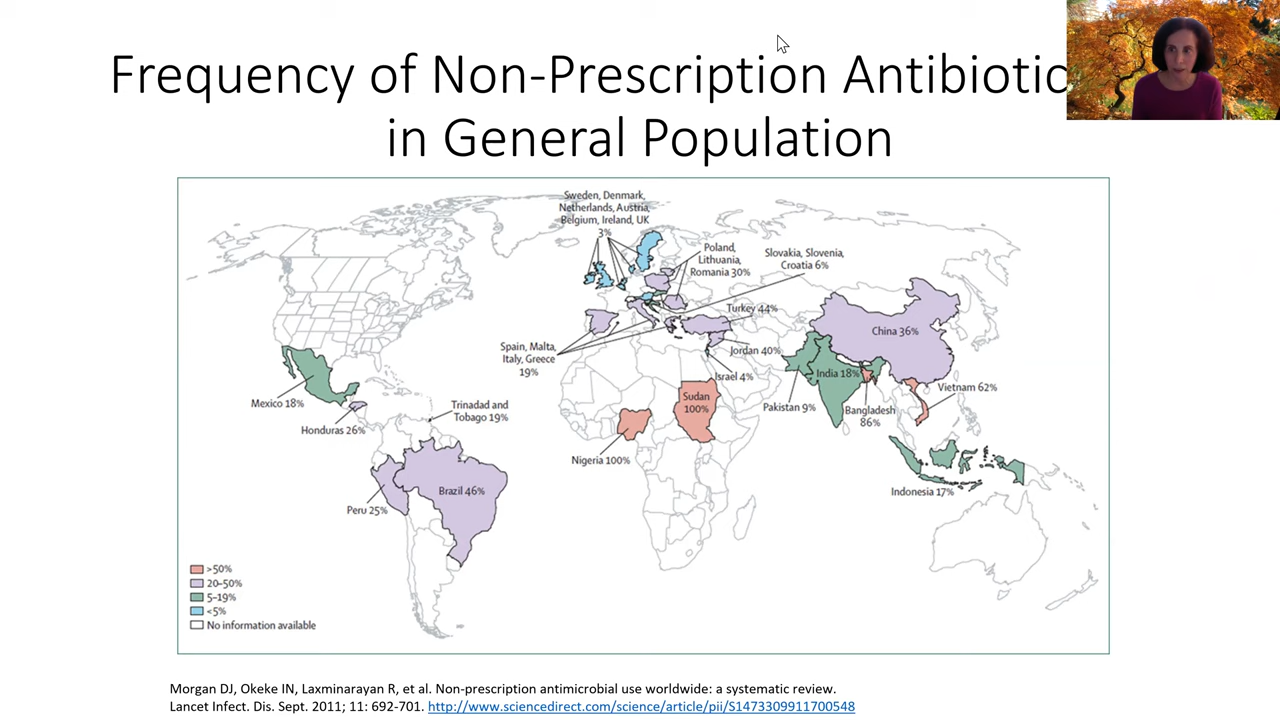 Frequency of Non-Prescription Antibiotic
in General Population
Sweden, Denmark,
Netherlands, Austria,
Belgium, Ireland, UK
3%
Poland,
Lithuania,
Romania 30%
Slovakia, Slovenia,
Croatia 6%
Turkey 44%
China 36%
Spain, Malta,
Italy, Greece
19%
Jordan 40%
Israel 4%
India 18%
Mexico 18%
Sudan
100%
Vietnam 62%
Pakistan 9%
Bangladesh
86%
Trinadad and
Tobago 19%
Honduras 26%
Nigeria 100%
Brazil 46%
Indonesia 17%
Peru 25%
>50%
20–50%
5–19%
<5%
No information available
Morgan DJ, Okeke IN, Laxminarayan R, et al. Non-prescription antimicrobial use worldwide: a systematic review.
Lancet Infect. Dis. Sept. 2011; 11: 692-701. http://www.sciencedirect.com/science/article/pii/S1473309911700548